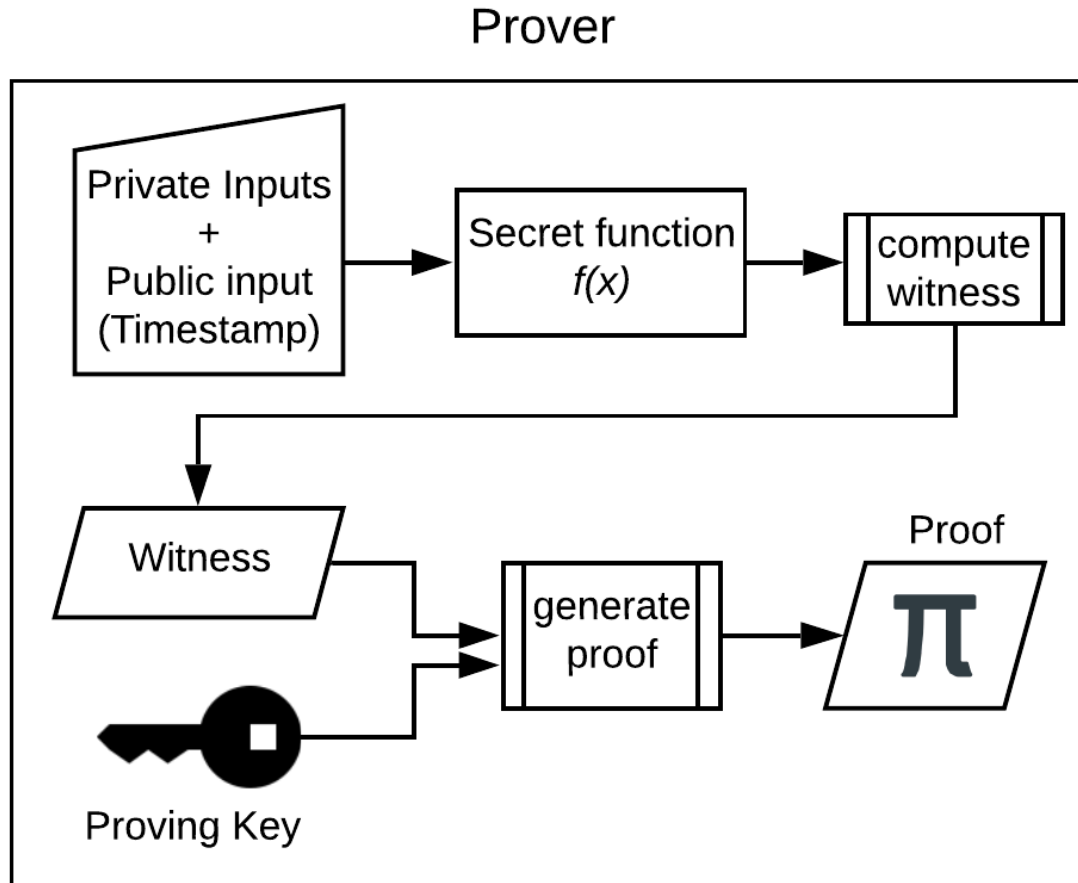 Prover
Private Inputs
+
Public input
(Timestamp)
Secret function
f(x)
compute
witness
Witness
Proving Key
generate
proof
Proof
π